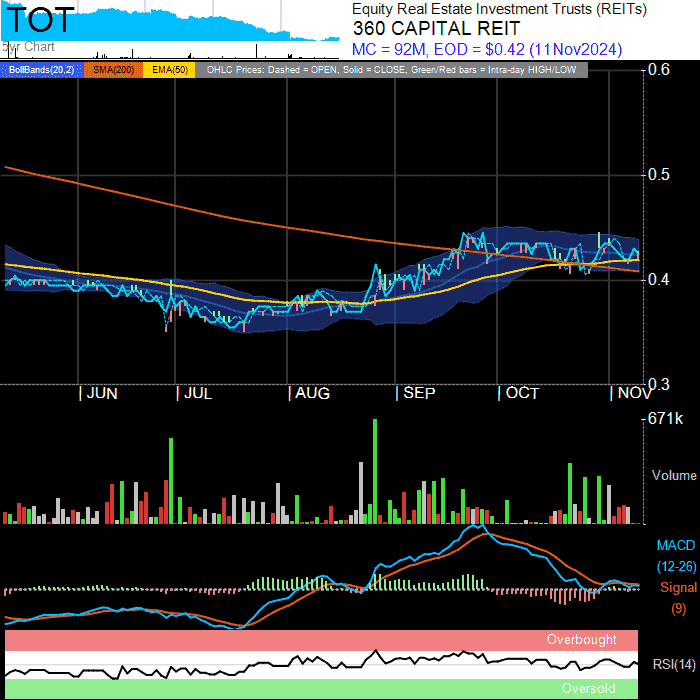 TOT
5yr Chart
Equity Real Estate Investment Trusts (REITs)
360 CAPITAL REIT
MC = 92M, EOD = $0.42 (11Nov2024)
BollBands(20,2) SMA(200) EMA(50) OHLC Prices: Dashed = OPEN, Solid = CLOSE, Green/Red bars = Intra-day HIGH/LOW
0.6
0.5
0.4
0.3
| JUN | JUL | AUG | SEP | OCT | NOV
671k
Volume
MACD
(12-26)
Signal
(9)
Overbought
RSI(14)
Oversold